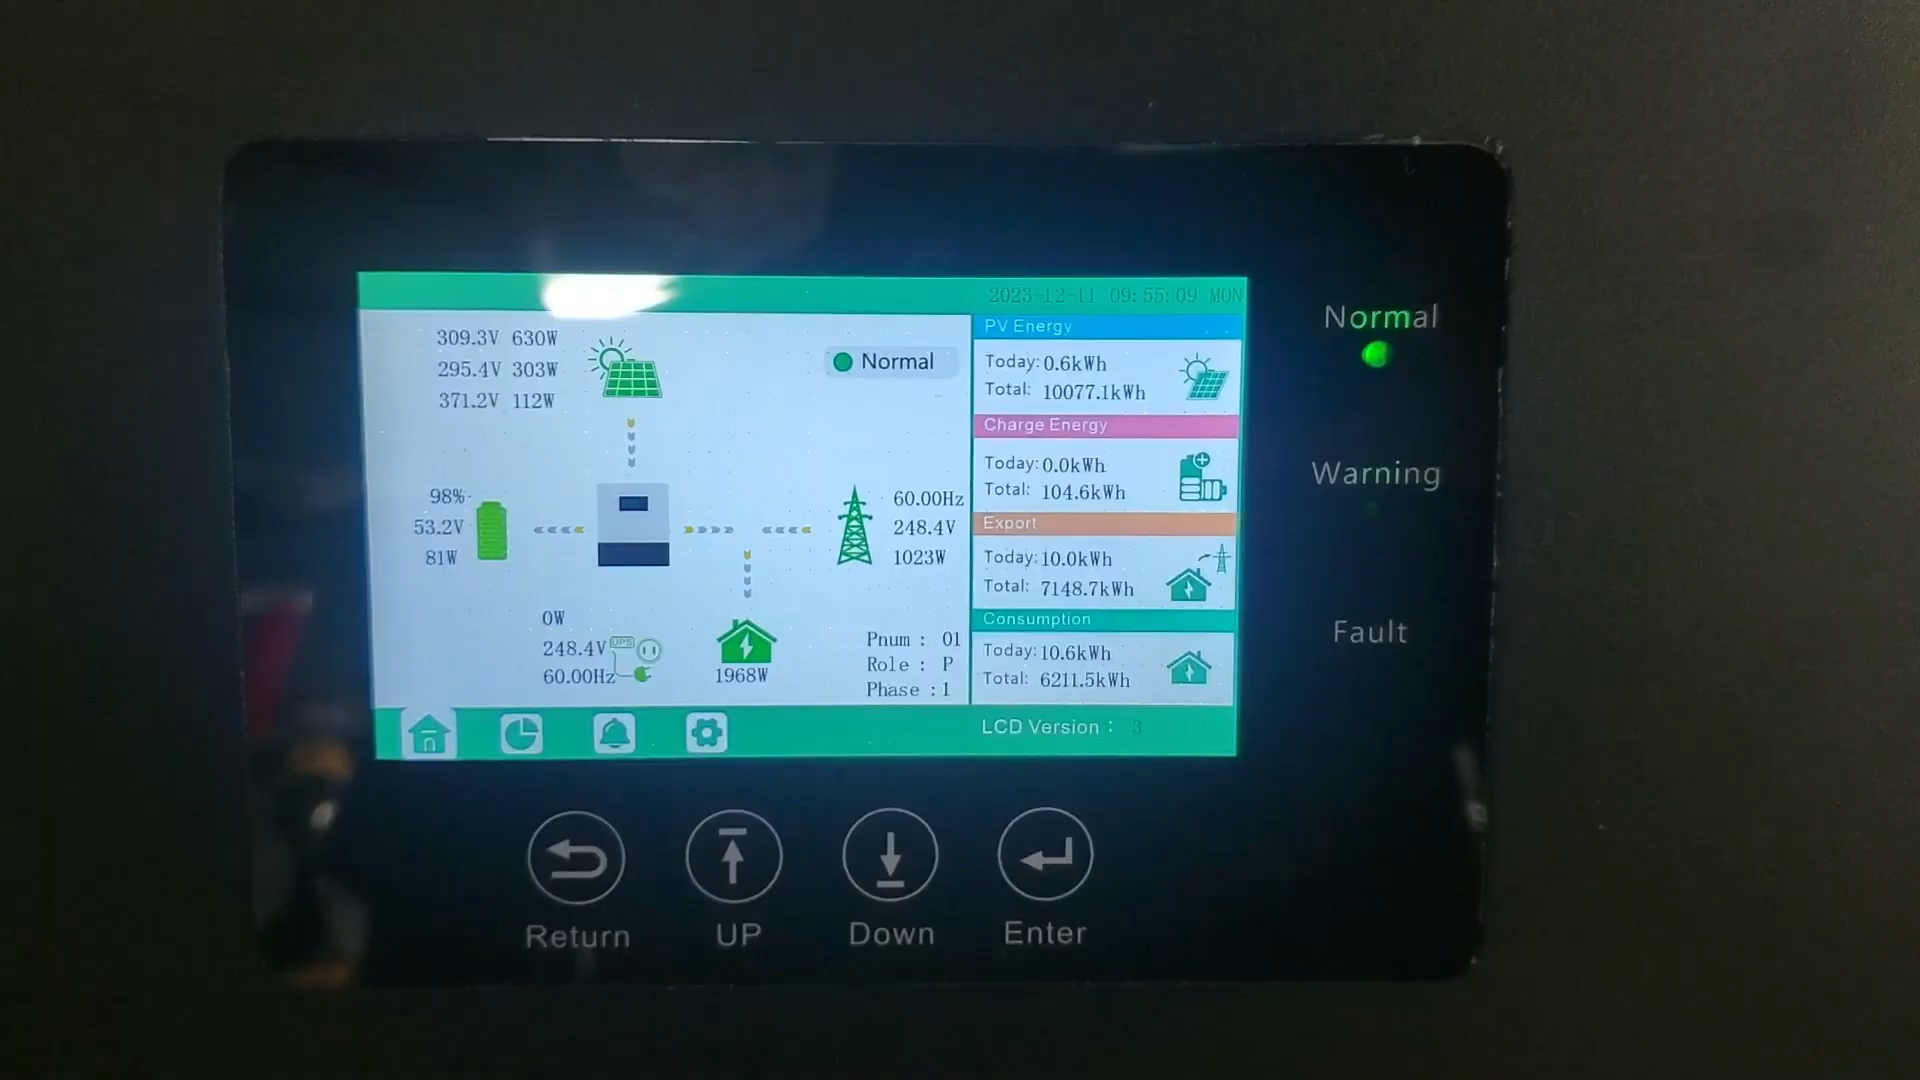 2023-12-11 09:55:09 MON
309.3V 630W
295.4V 303W
371.2V 112W
Normal
98%
53.2V
81W
60.00Hz
248.4V
1023W
0W
248.4V
60.00Hz
UPS
1968W
Pnum : 01
Role : P
Phase :1
PV Energy
Today:0.6kWh
Total: 10077.1kWh
Charge Energy
Today:0.0kWh
Total: 104.6kWh
Export
Today:10.0kWh
Total: 7148.7kWh
Consumption
Today:10.6kWh
Total: 6211.5kWh
LCD Version : 3
Normal
Warning
Fault
Return
UP
Down
Enter